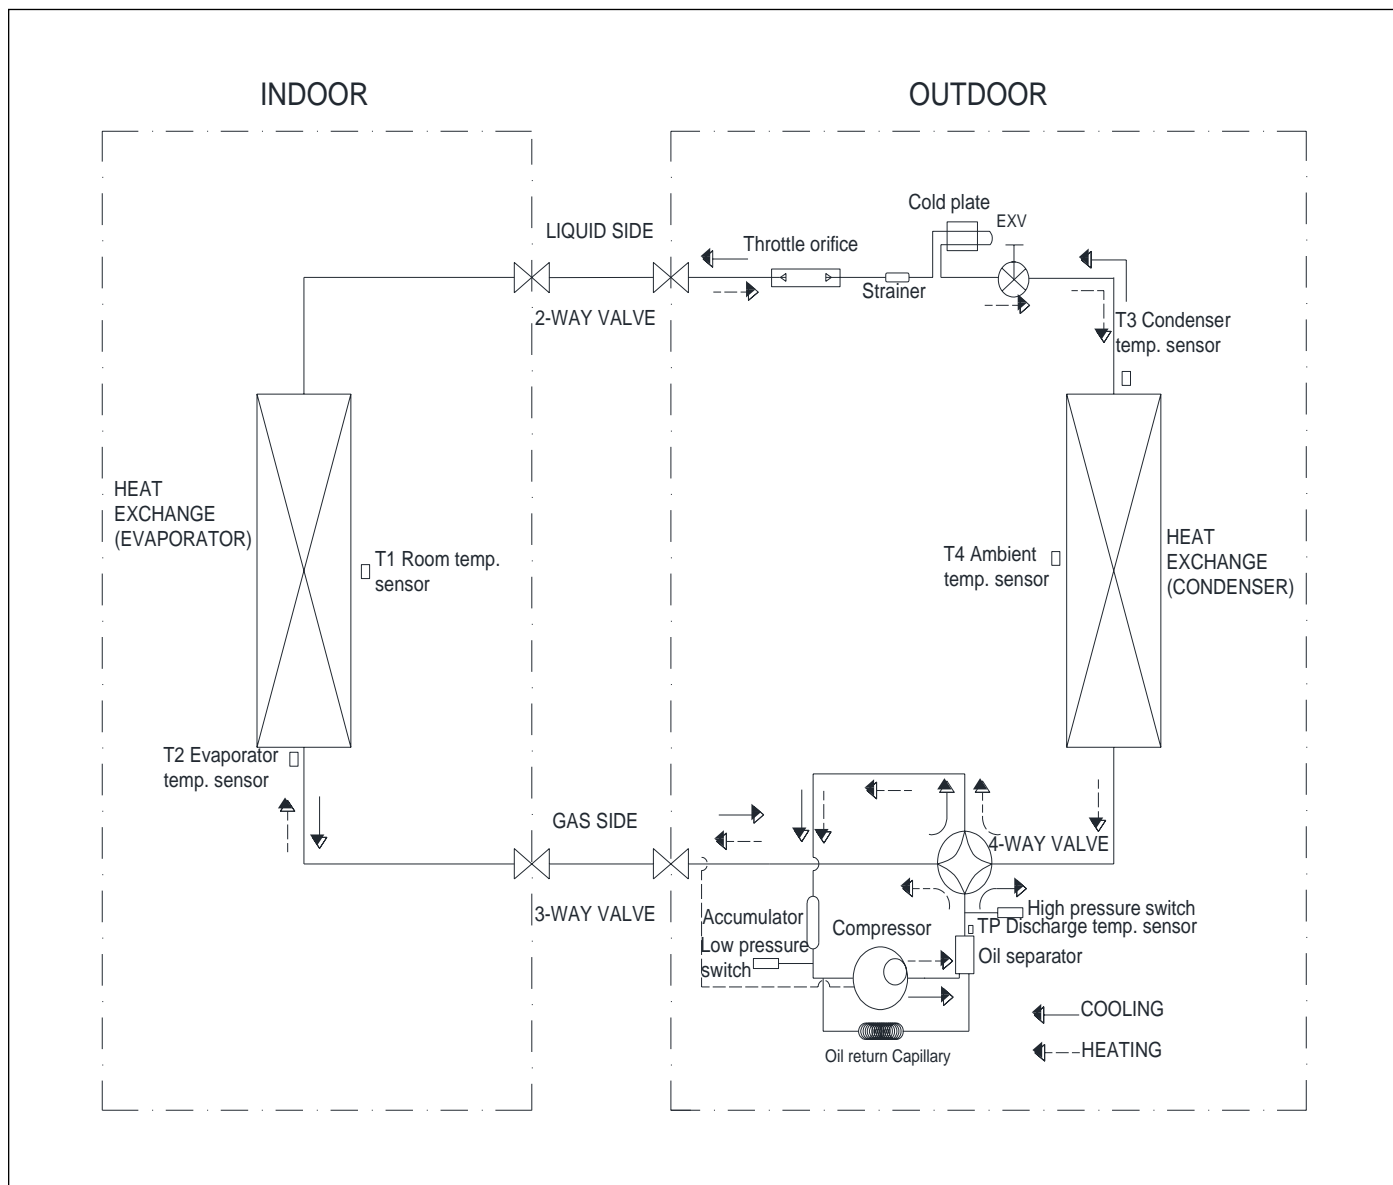 INDOOR
OUTDOOR
Cold plate
EXV
LIQUID SIDE
Throttle orifice
Strainer
2-WAY VALVE
T3 Condenser
temp. sensor
HEAT
EXCHANGE
(EVAPORATOR)
T1 Room temp.
sensor
T4 Ambient
temp. sensor
HEAT
EXCHANGE
(CONDENSER)
T2 Evaporator
temp. sensor
GAS SIDE
4-WAY VALVE
3-WAY VALVE
Accumulator
Low pressure
switch
Compressor
High pressure switch
TP Discharge temp. sensor
Oil separator
COOLING
HEATING
Oil return Capillary